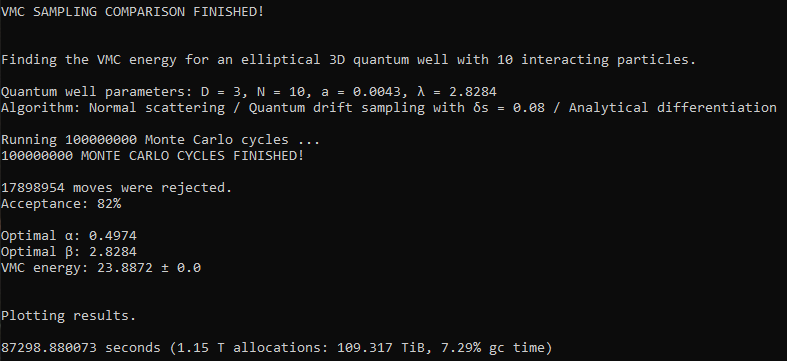 VMC SAMPLING COMPARISON FINISHED!
Finding the VMC energy for an elliptical 3D quantum well with 10 interacting particles.
Quantum well parameters: D = 3, N = 10, a = 0.0043, λ = 2.8284
Algorithm: Normal scattering / Quantum drift sampling with δs = 0.08 / Analytical differentiation
Running 100000000 Monte Carlo cycles ...
100000000 MONTE CARLO CYCLES FINISHED!
17898954 moves were rejected.
Acceptance: 82%
Optimal α: 0.4974
Optimal β: 2.8284
VMC energy: 23.8872 ± 0.0
Plotting results.
87298.880073 seconds (1.15 T allocations: 109.317 TiB, 7.29% gc time)